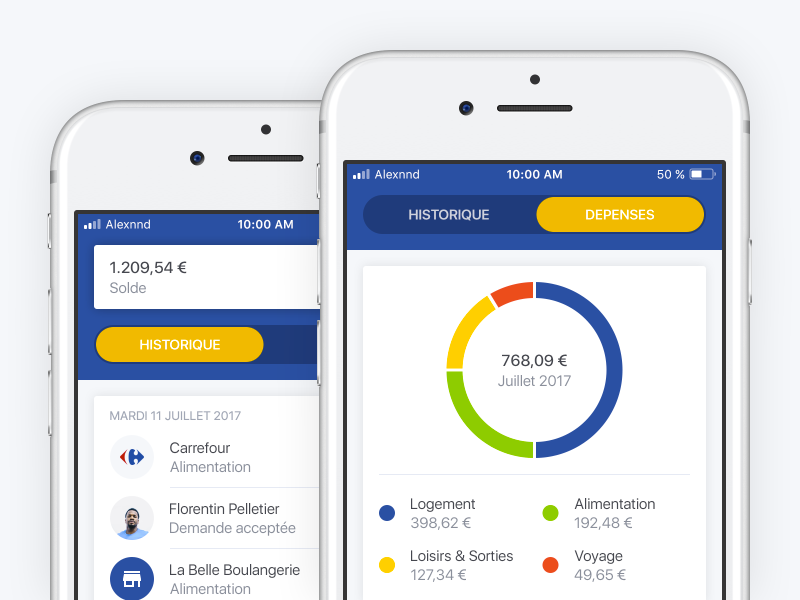 Alexnnd
10:00 AM
1.209,54 €
Solde
HISTORIQUE
MARDI 11 JUILLET 2017
Carrefour
Alimentation
Florentin Pelletier
Demande acceptée
La Belle Boulangerie
Alimentation
Alexnnd
10:00 AM
50 %
HISTORIQUE
DEPENSES
768,09 €
Juillet 2017
Logement
398,62 €
Alimentation
192,48 €
Loisirs & Sorties
127,34 €
Voyage
49,65 €